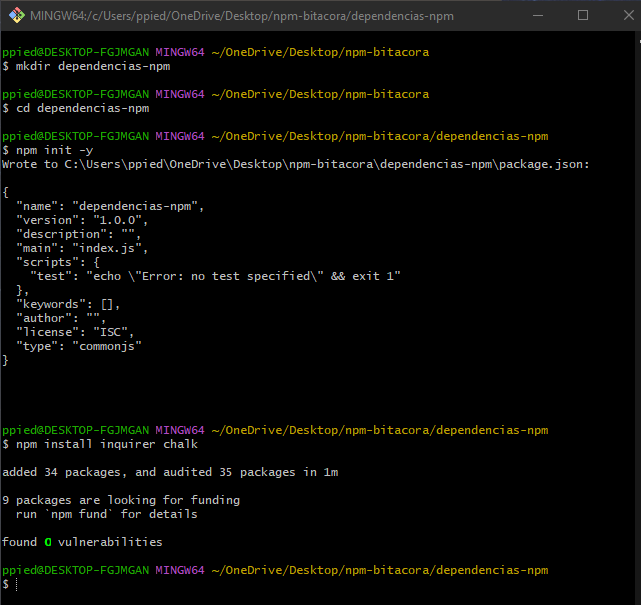 MINGW64:/c/Users/ppied/OneDrive/Desktop/npm-bitacora/dependencias-npm
ppied@DESKTOP-FGJMGAN MINGW64 ~/OneDrive/Desktop/npm-bitacora
$ mkdir dependencias-npm
ppied@DESKTOP-FGJMGAN MINGW64 ~/OneDrive/Desktop/npm-bitacora
$ cd dependencias-npm
ppied@DESKTOP-FGJMGAN MINGW64 ~/OneDrive/Desktop/npm-bitacora/dependencias-npm
$ npm init -y
Wrote to C:\Users\ppied\OneDrive\Desktop\npm-bitacora\dependencias-npm\package.json:
{
  "name": "dependencias-npm",
  "version": "1.0.0",
  "description": "",
  "main": "index.js",
  "scripts": {
    "test": "echo \"Error: no test specified\" && exit 1"
  },
  "keywords": [],
  "author": "",
  "license": "ISC",
  "type": "commonjs"
}
ppied@DESKTOP-FGJMGAN MINGW64 ~/OneDrive/Desktop/npm-bitacora/dependencias-npm
$ npm install inquirer chalk
added 34 packages, and audited 35 packages in 1m
9 packages are looking for funding
  run `npm fund` for details
found 0 vulnerabilities
ppied@DESKTOP-FGJMGAN MINGW64 ~/OneDrive/Desktop/npm-bitacora/dependencias-npm
$